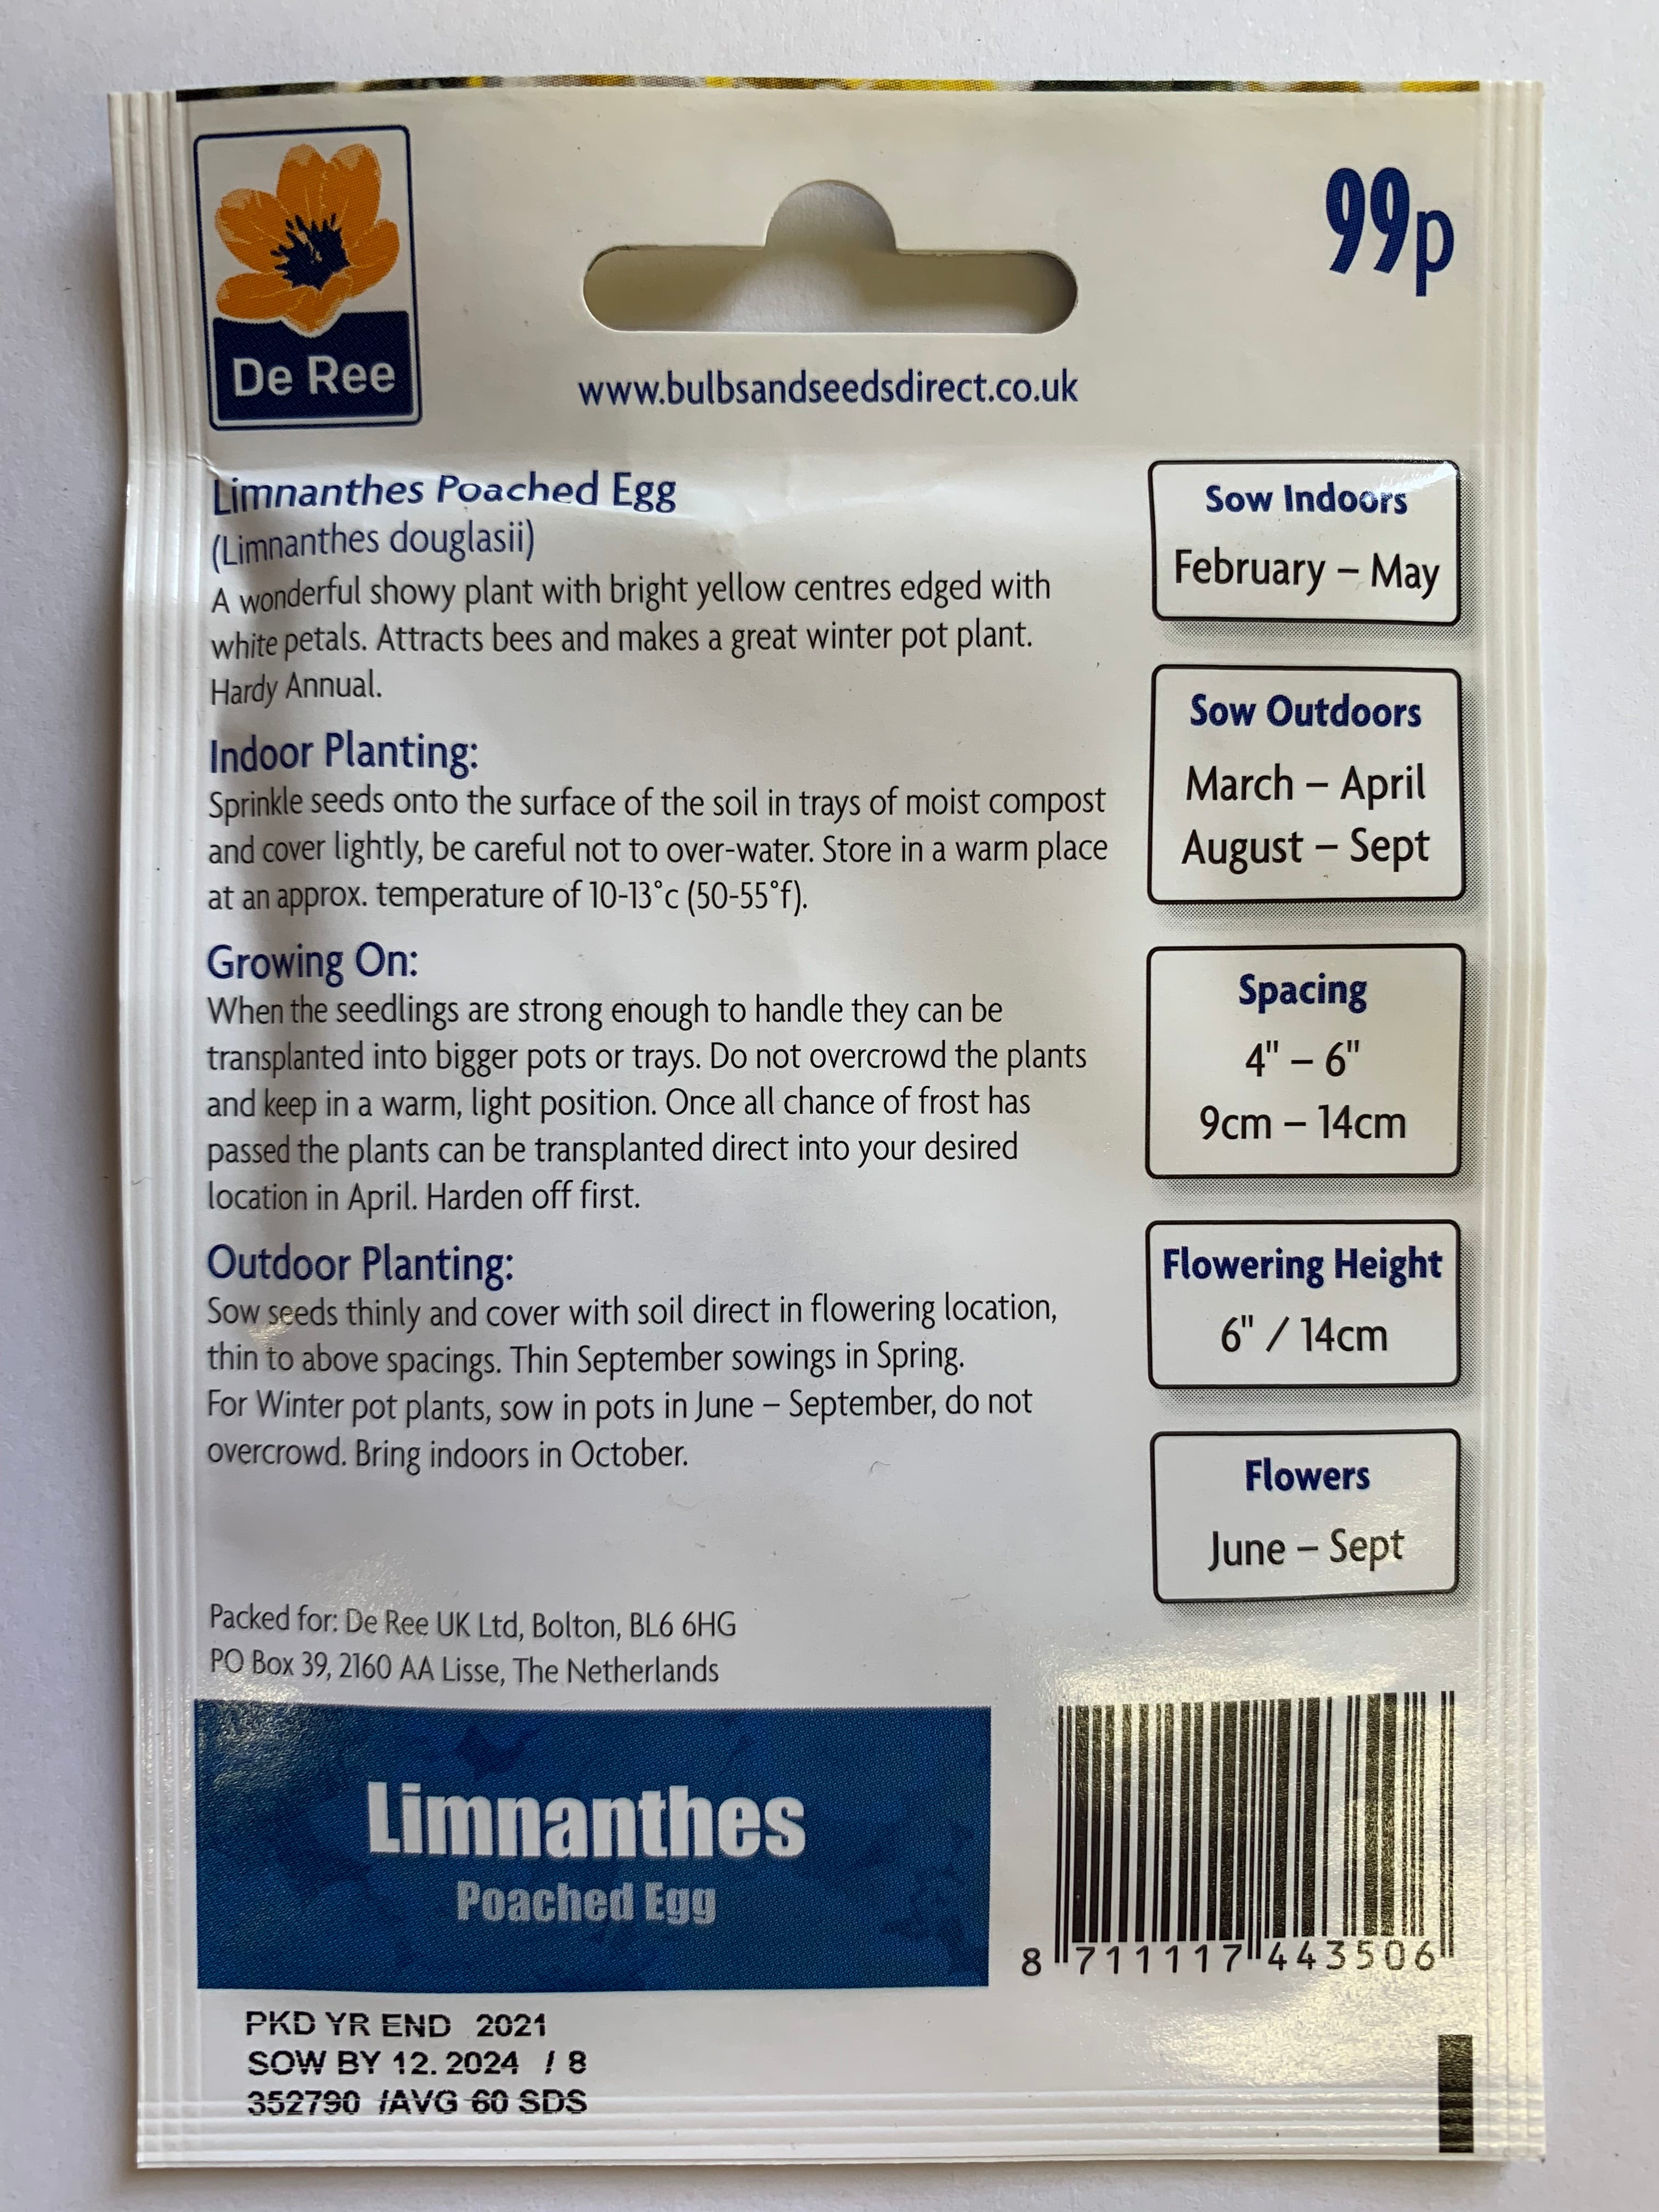 99p
De Ree
www.bulbsandseedsdirect.co.uk
Limnanthes Poached Egg
(Limnanthes douglasii)
A wonderful showy plant with bright yellow centres edged with
white petals. Attracts bees and makes a great winter pot plant.
Hardy Annual.
Indoor Planting:
Sprinkle seeds onto the surface of the soil in trays of moist compost
and cover lightly, be careful not to over-water. Store in a warm place
at an approx. temperature of 10-13°c (50-55°f).
Growing On:
When the seedlings are strong enough to handle they can be
transplanted into bigger pots or trays. Do not overcrowd the plants
and keep in a warm, light position. Once all chance of frost has
passed the plants can be transplanted direct into your desired
location in April. Harden off first.
Outdoor Planting:
Sow seeds thinly and cover with soil direct in flowering location,
thin to above spacings. Thin September sowings in Spring.
For Winter pot plants, sow in pots in June – September, do not
overcrowd. Bring indoors in October.
Sow Indoors
February – May
Sow Outdoors
March – April
August – Sept
Spacing
4" – 6"
9cm – 14cm
Flowering Height
6" / 14cm
Flowers
June – Sept
Packed for: De Ree UK Ltd, Bolton, BL6 6HG
PO Box 39, 2160 AA Lisse, The Netherlands
Limnanthes
Poached Egg
8 711117 443506
PKD YR END 2021
SOW BY 12. 2024 / 8
352790 /AVG 60 SDS